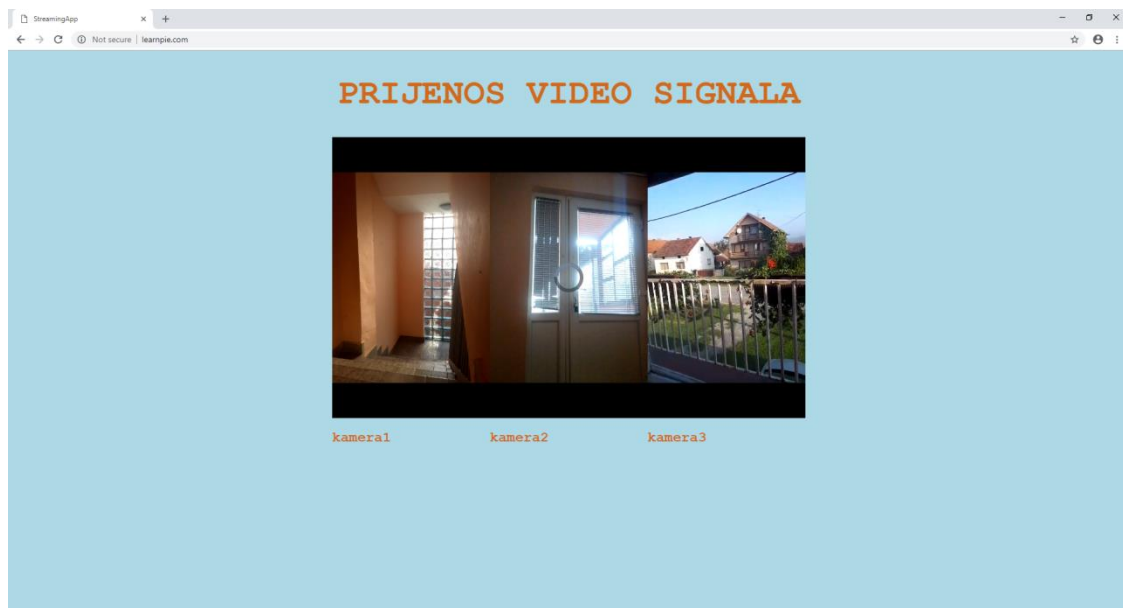 StreamingApp
Not secure | learnpie.com
PRIJENOS VIDEO SIGNALA
kamera1 kamera2 kamera3